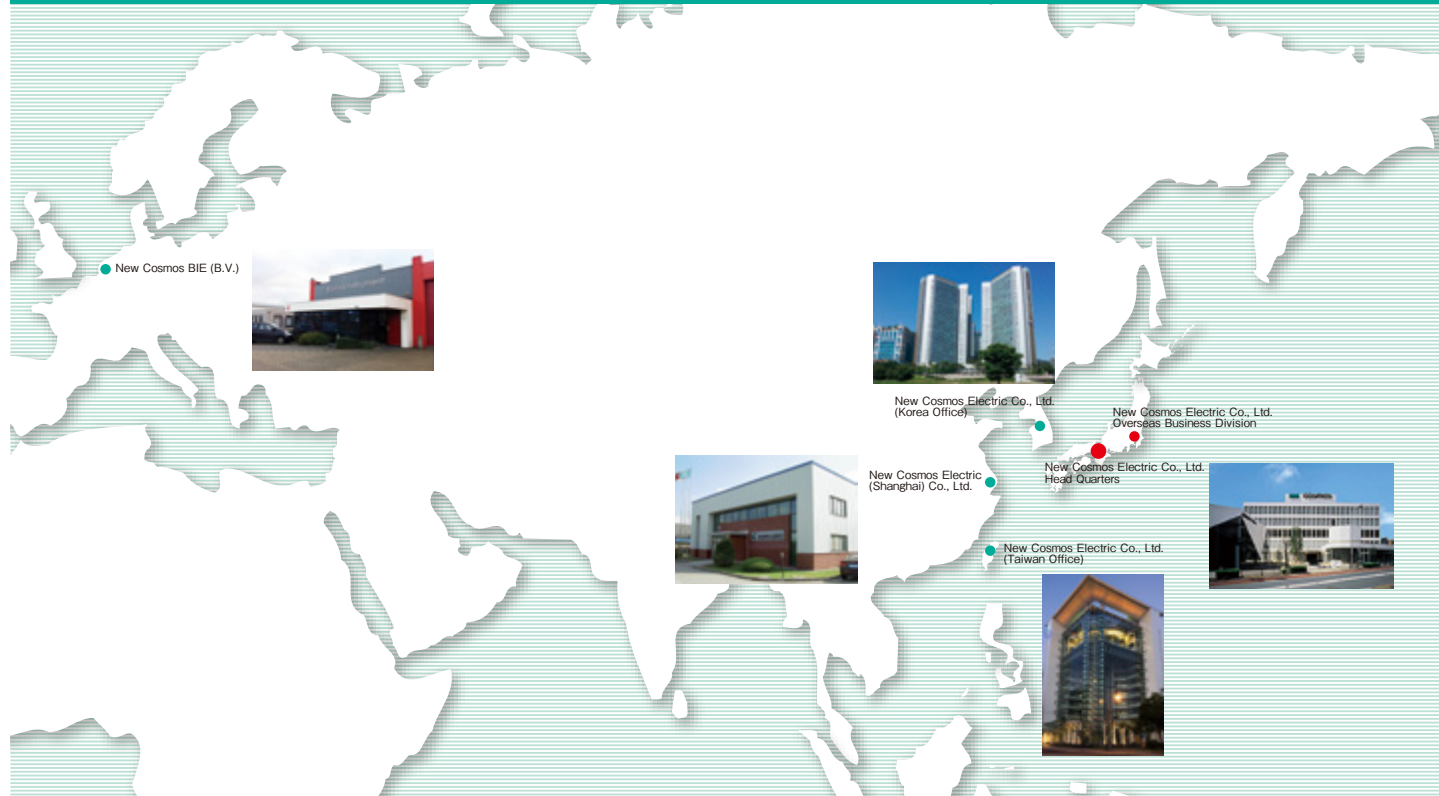 New Cosmos BIE (B.V.)
New Cosmos Electric Co., Ltd.
(Korea Office)
New Cosmos Electric Co., Ltd.
Overseas Business Division
New Cosmos Electric Co., Ltd.
Head Quarters
New Cosmos Electric
(Shanghai) Co., Ltd.
COSMOS
New Cosmos Electric Co., Ltd.
(Taiwan Office)